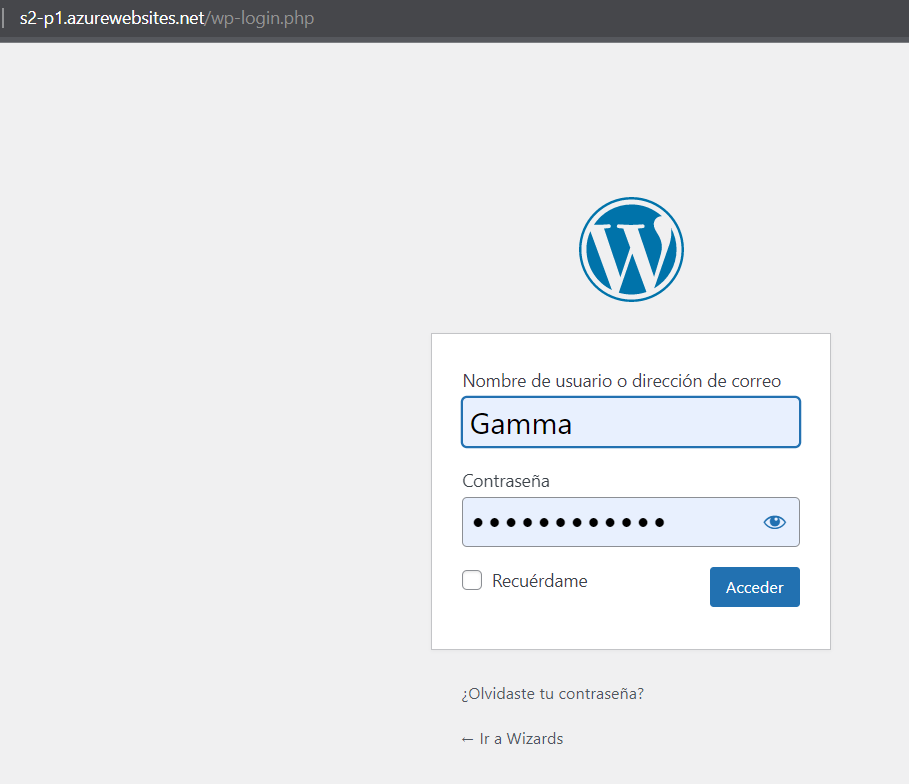 s2-p1.azurewebsites.net/wp-login.php
Nombre de usuario o dirección de correo
Gamma
Contraseña
●●●●●●●●●●●●
Recuérdame
Acceder
¿Olvidaste tu contraseña?
← Ir a Wizards